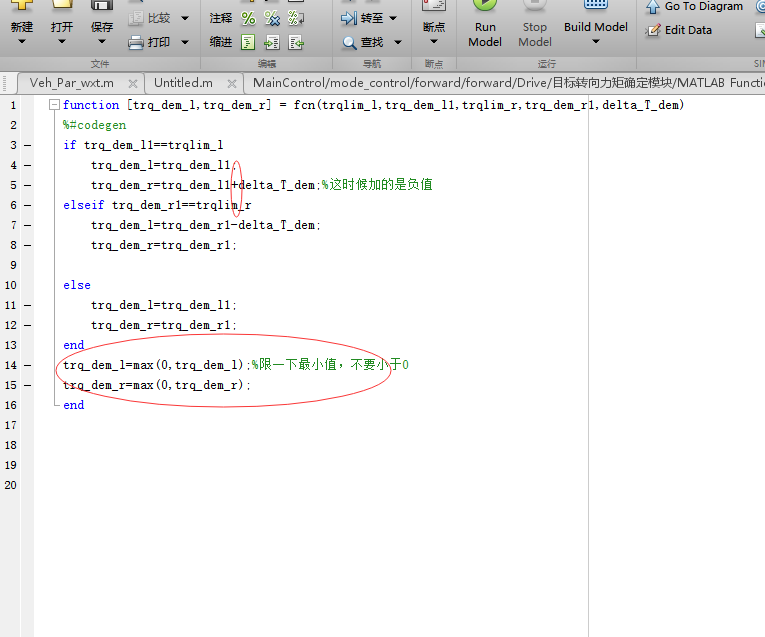 新建 打开 保存 比较 打印 注释 缩进 转至 查找 断点 Run Model Stop Model Build Model Go To Diagram Edit Data
文件 编辑 导航 断点 运行
Veh_Par_wxt.m × Untitled.m × MainControl/mode_control/forward/forward/Drive/目标转向力矩确定模块/MATLAB Functio
1 function [trq_dem_l,trq_dem_r] = fcn(trqlim_l,trq_dem_l1,trqlim_r,trq_dem_r1,delta_T_dem)
2 %#codegen
3 – if trq_dem_l1==trqlim_l
4 – trq_dem_l=trq_dem_l1;
5 – trq_dem_r=trq_dem_l1+delta_T_dem;%这时候加的是负值
6 – elseif trq_dem_r1==trqlim_r
7 – trq_dem_l=trq_dem_r1-delta_T_dem;
8 – trq_dem_r=trq_dem_r1;
9
10 else
11 – trq_dem_l=trq_dem_l1;
12 – trq_dem_r=trq_dem_r1;
13 end
14 – trq_dem_l=max(0,trq_dem_l);%限一下最小值，不要小于0
15 – trq_dem_r=max(0,trq_dem_r);
16 end
17
18
19
20